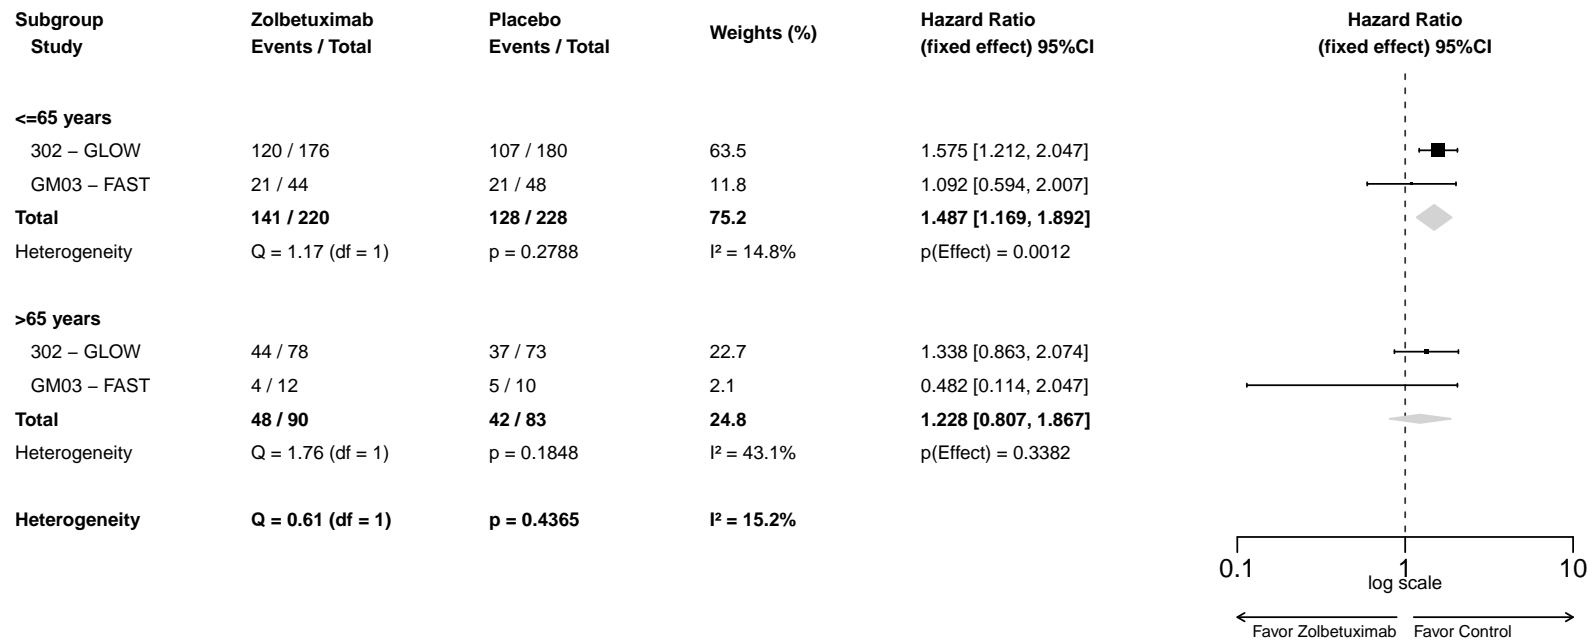 Subgroup Zolbetuximab Placebo Weights (%) Hazard Ratio Hazard Ratio
Study Events / Total Events / Total (fixed effect) 95%CI (fixed effect) 95%CI
<=65 years
302 – GLOW 120 / 176 107 / 180 63.5 1.575 [1.212, 2.047]
GM03 – FAST 21 / 44 21 / 48 11.8 1.092 [0.594, 2.007]
Total 141 / 220 128 / 228 75.2 1.487 [1.169, 1.892]
Heterogeneity Q = 1.17 (df = 1) p = 0.2788 I² = 14.8% p(Effect) = 0.0012
>65 years
302 – GLOW 44 / 78 37 / 73 22.7 1.338 [0.863, 2.074]
GM03 – FAST 4 / 12 5 / 10 2.1 0.482 [0.114, 2.047]
Total 48 / 90 42 / 83 24.8 1.228 [0.807, 1.867]
Heterogeneity Q = 1.76 (df = 1) p = 0.1848 I² = 43.1% p(Effect) = 0.3382
Heterogeneity Q = 0.61 (df = 1) p = 0.4365 I² = 15.2%
0.1 1 10
log scale
Favor Zolbetuximab Favor Control